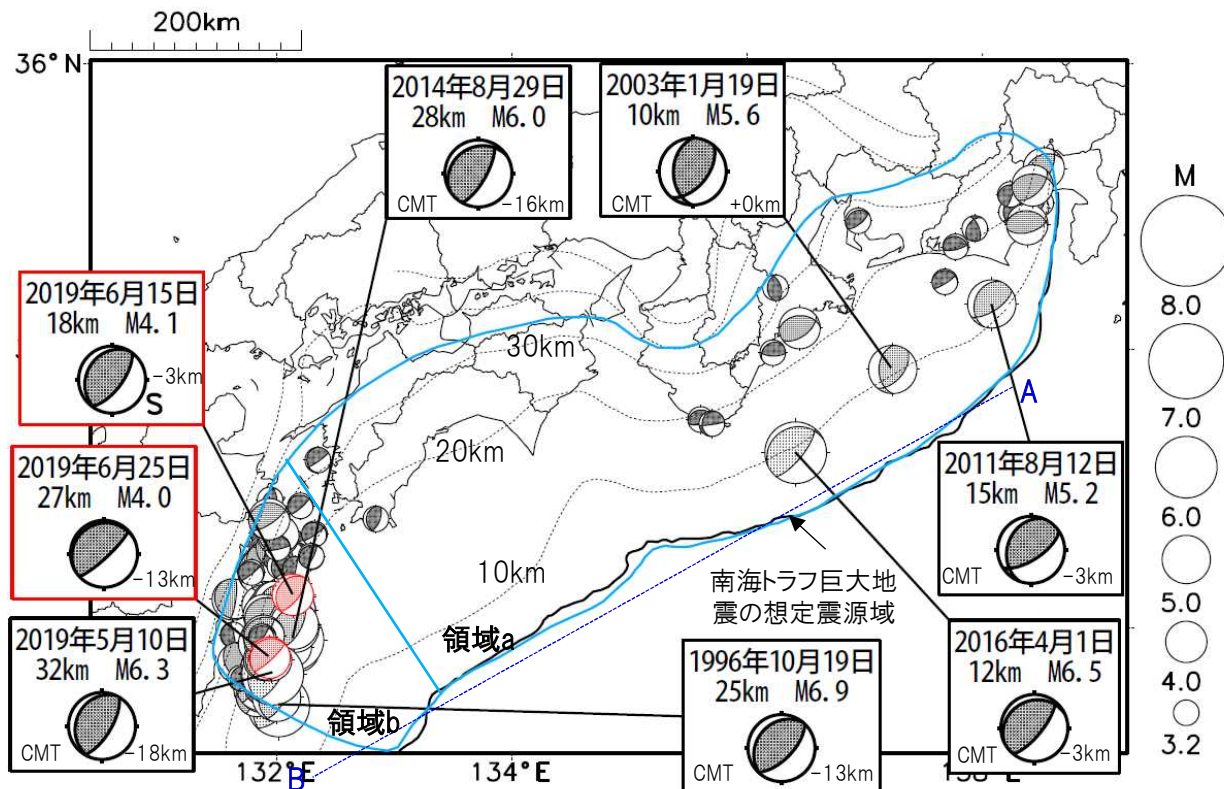 200km
36°N
2014年8月29日
28km M6.0
CMT
-16km
2003年1月19日
10km M5.6
CMT
+0km
M
8.0
7.0
6.0
5.0
4.0
3.2
2019年6月15日
18km M4.1
-3km
S
2019年6月25日
27km M4.0
-13km
2019年5月10日
32km M6.3
CMT
-18km
30km
20km
10km
A
2011年8月12日
15km M5.2
CMT
-3km
南海トラフ巨大地
震の想定震源域
領域a
領域b
1996年10月19日
25km M6.9
CMT
-13km
2016年4月1日
12km M6.5
CMT
-3km
B
132°E
134°E